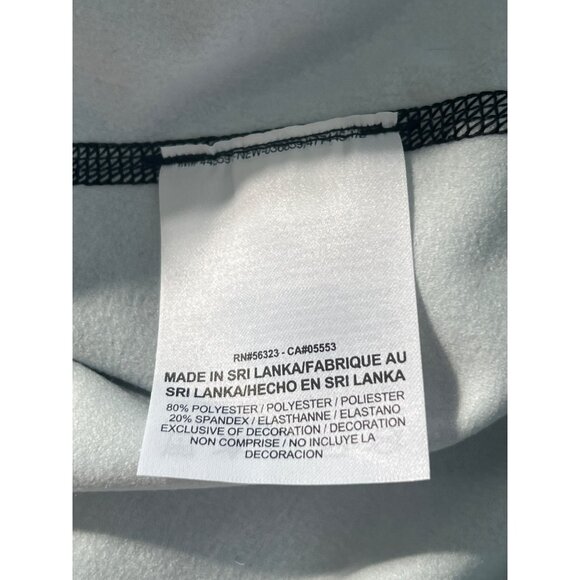 RN#56323 - CA#05553
MADE IN SRI LANKA/FABRIQUE AU
SRI LANKA/HECHO EN SRI LANKA
80% POLYESTER / POLYESTER / POLIESTER
20% SPANDEX / ELASTHANNE / ELASTANO
EXCLUSIVE OF DECORATION / DECORATION
NON COMPRISE / NO INCLUYE LA
DECORACION